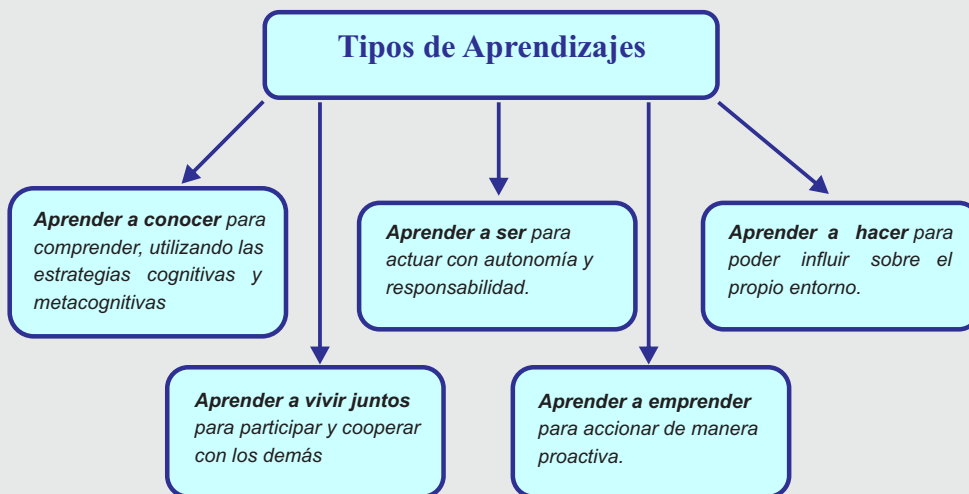 Tipos de Aprendizajes
Aprender a conocer para
comprender, utilizando las
estrategias cognitivas y
metacognitivas
Aprender a ser para
actuar con autonomía y
responsabilidad.
Aprender a hacer para
poder influir sobre el
propio entorno.
Aprender a vivir juntos
para participar y cooperar
con los demás
Aprender a emprender
para accionar de manera
proactiva.